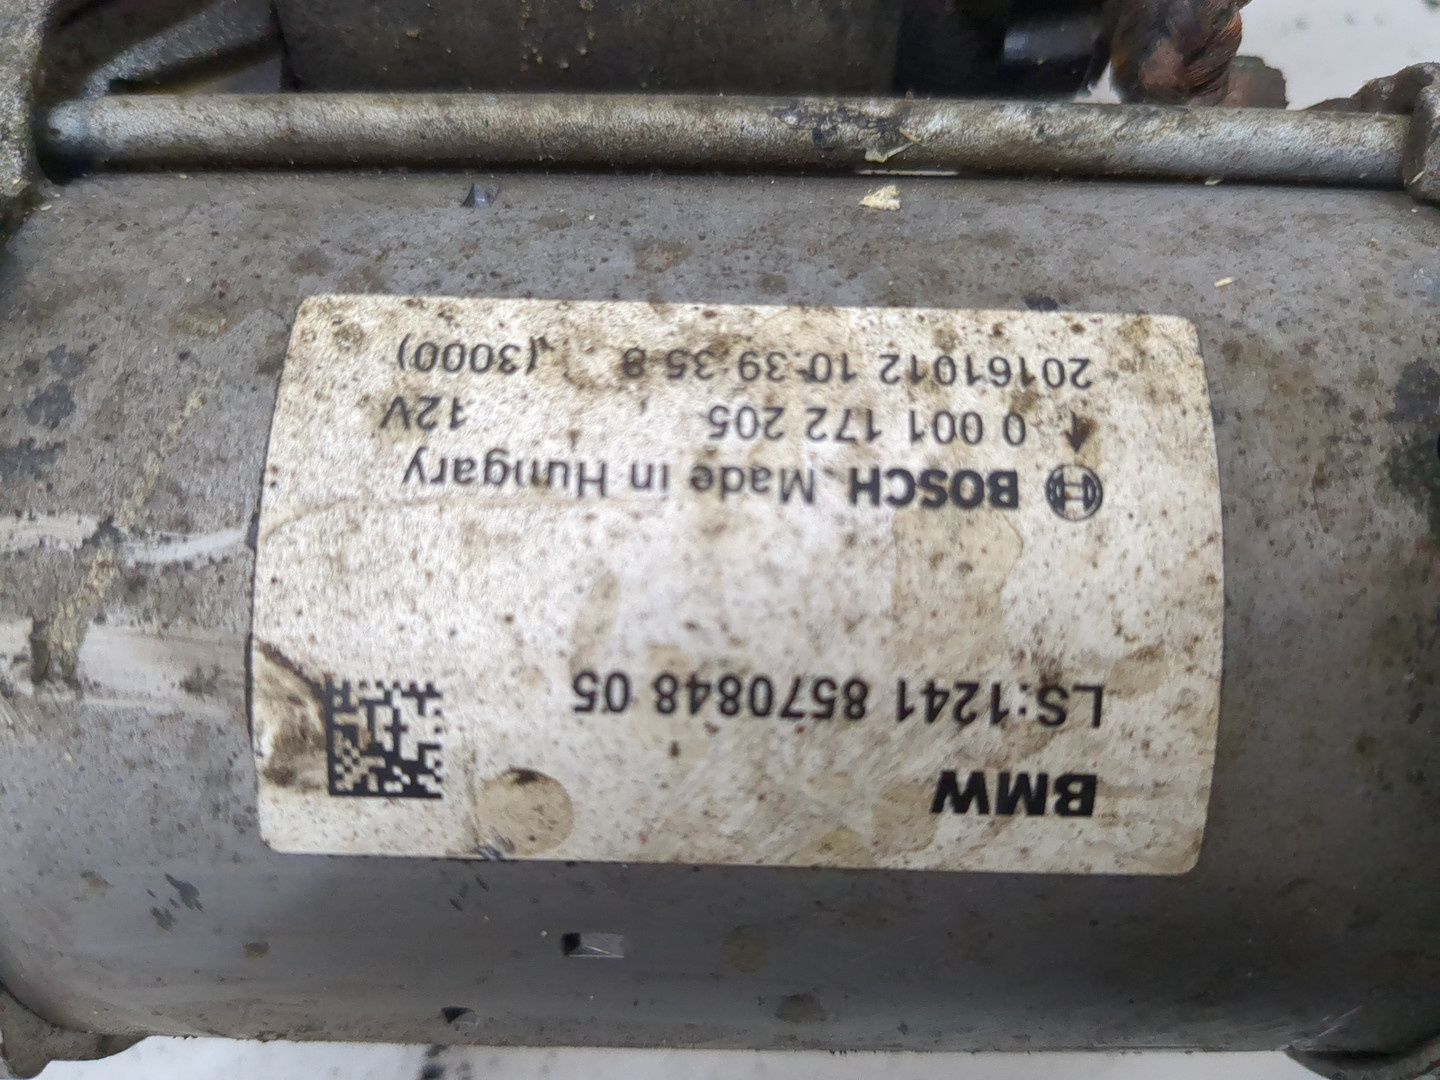 BMW
LS:1241 8570848 05
BOSCH Made in Hungary
0 001 172 205 12V
20161012 10:39:35 8 (3000)